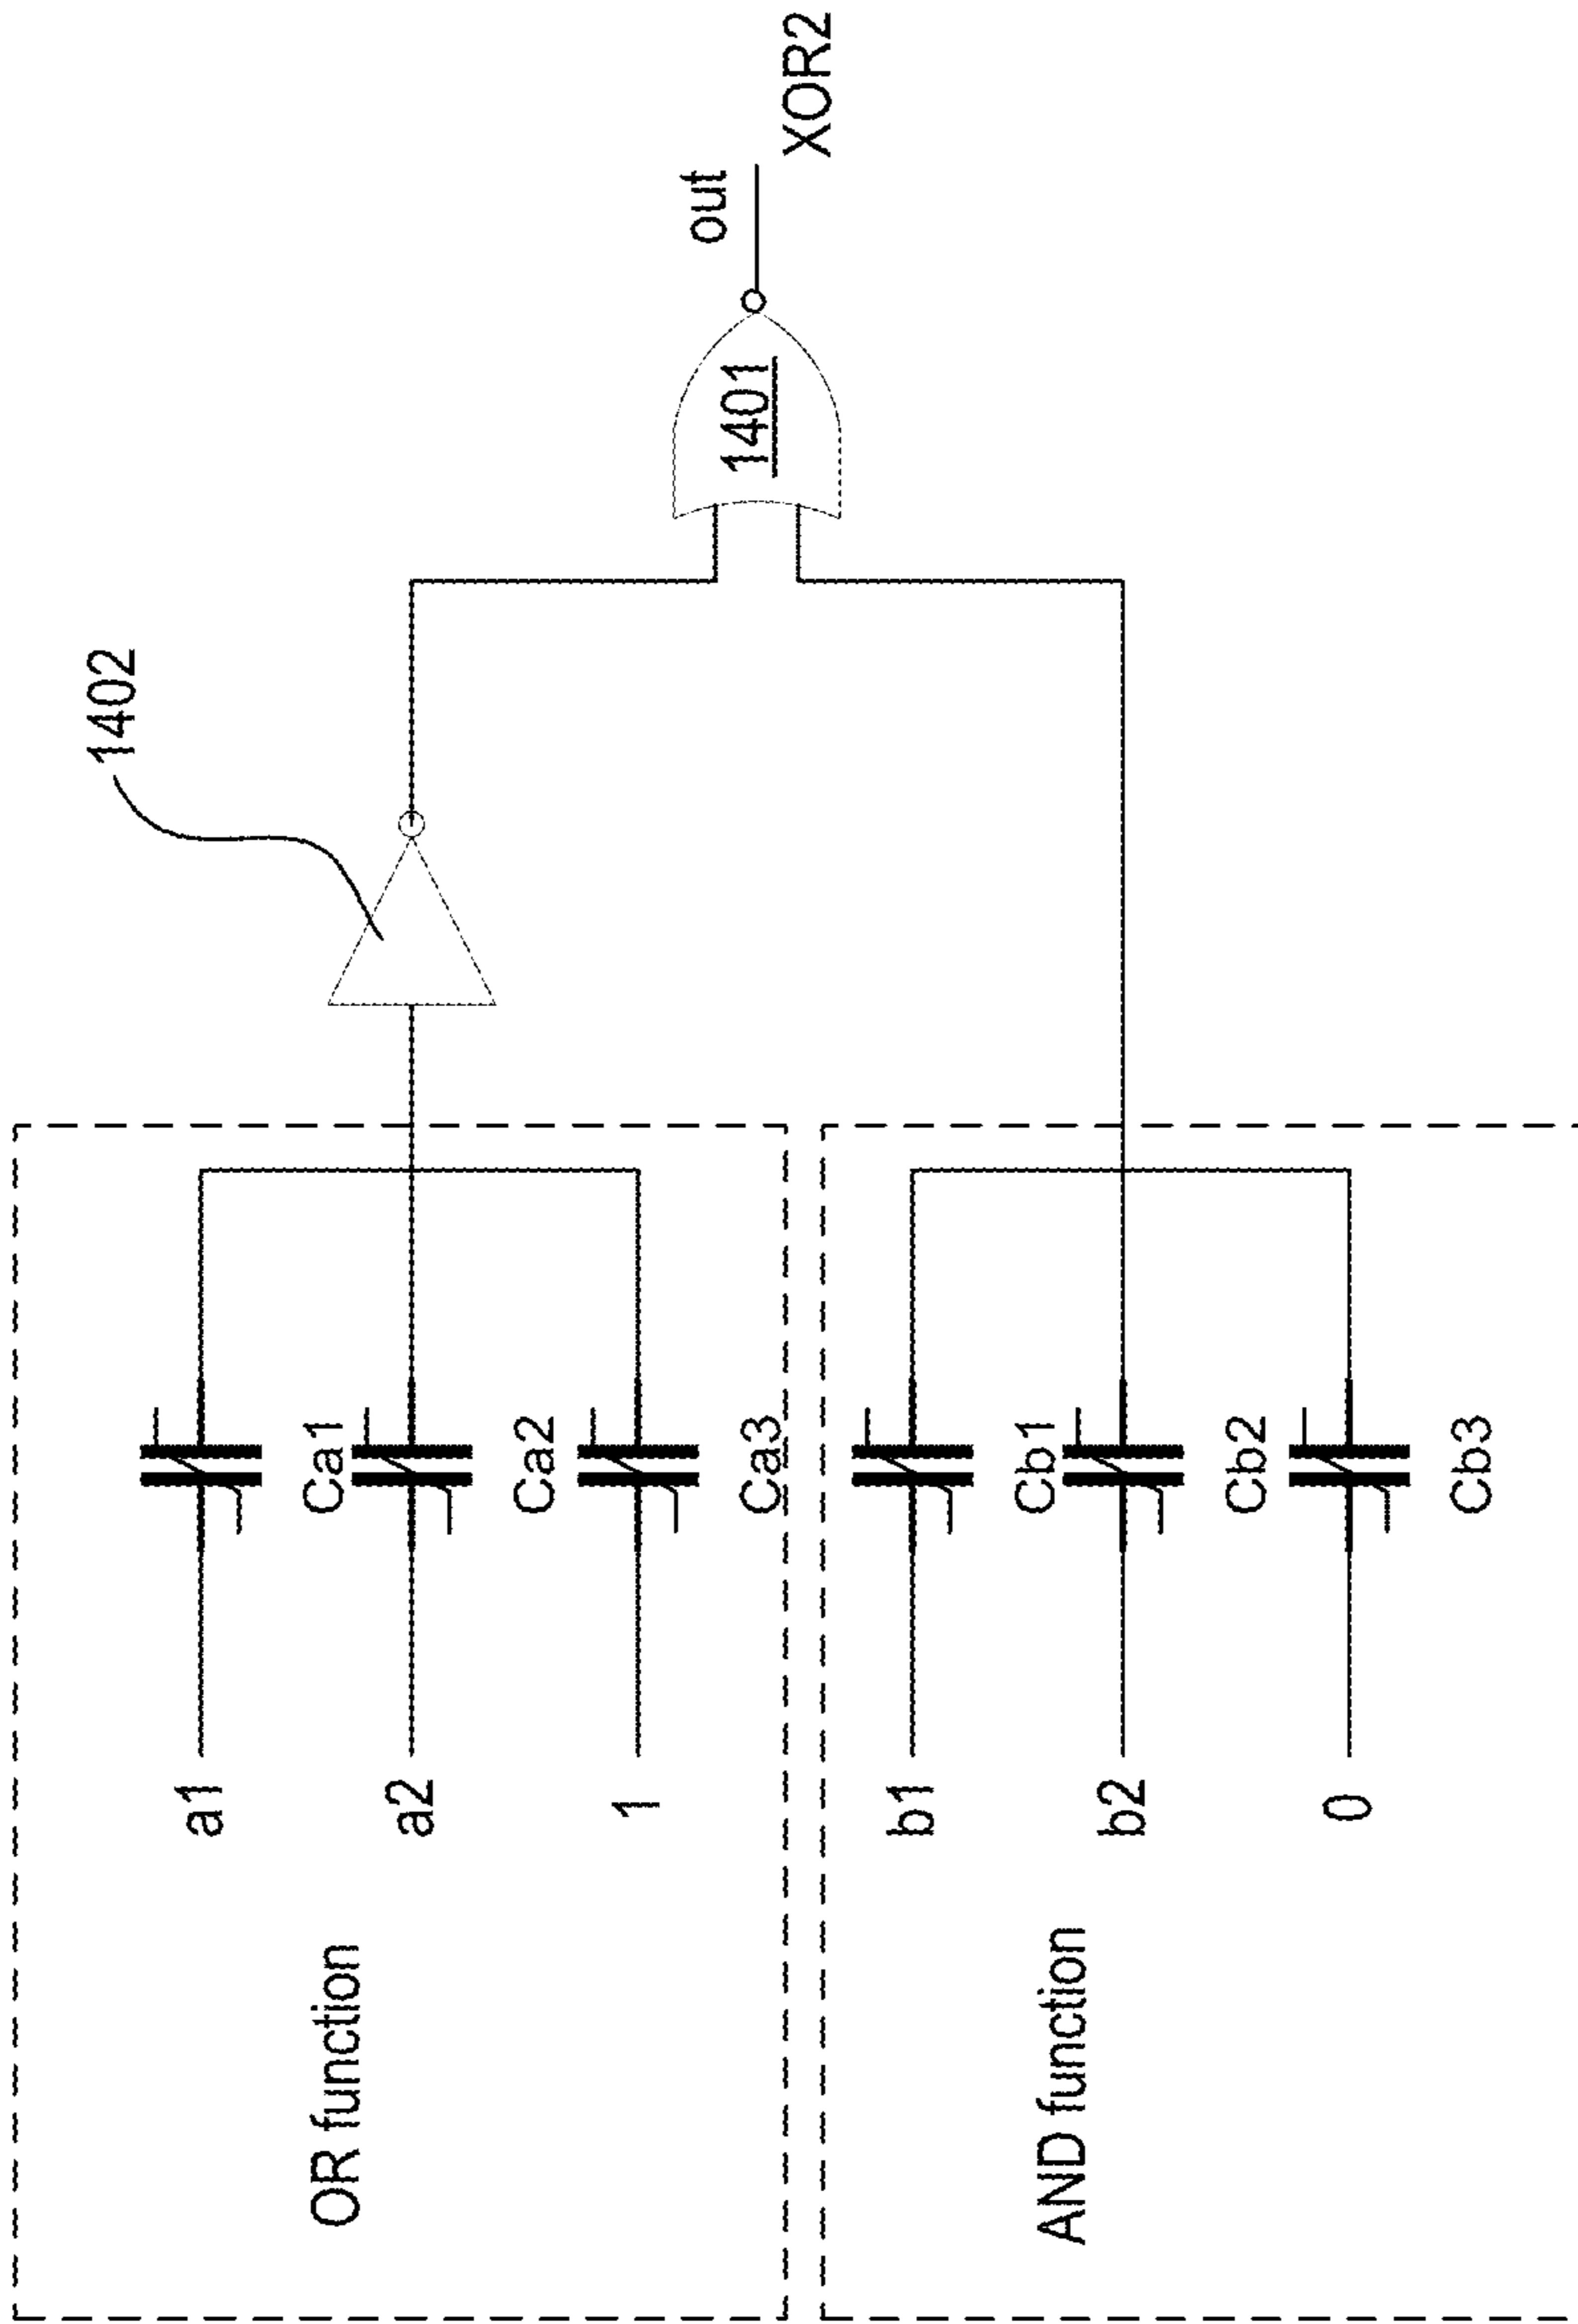 OR function
a1
a2
1
Ca1
Ca2
Ca3
1402
AND function
b1
b2
0
Cb1
Cb2
Cb3
1401
out
XOR2